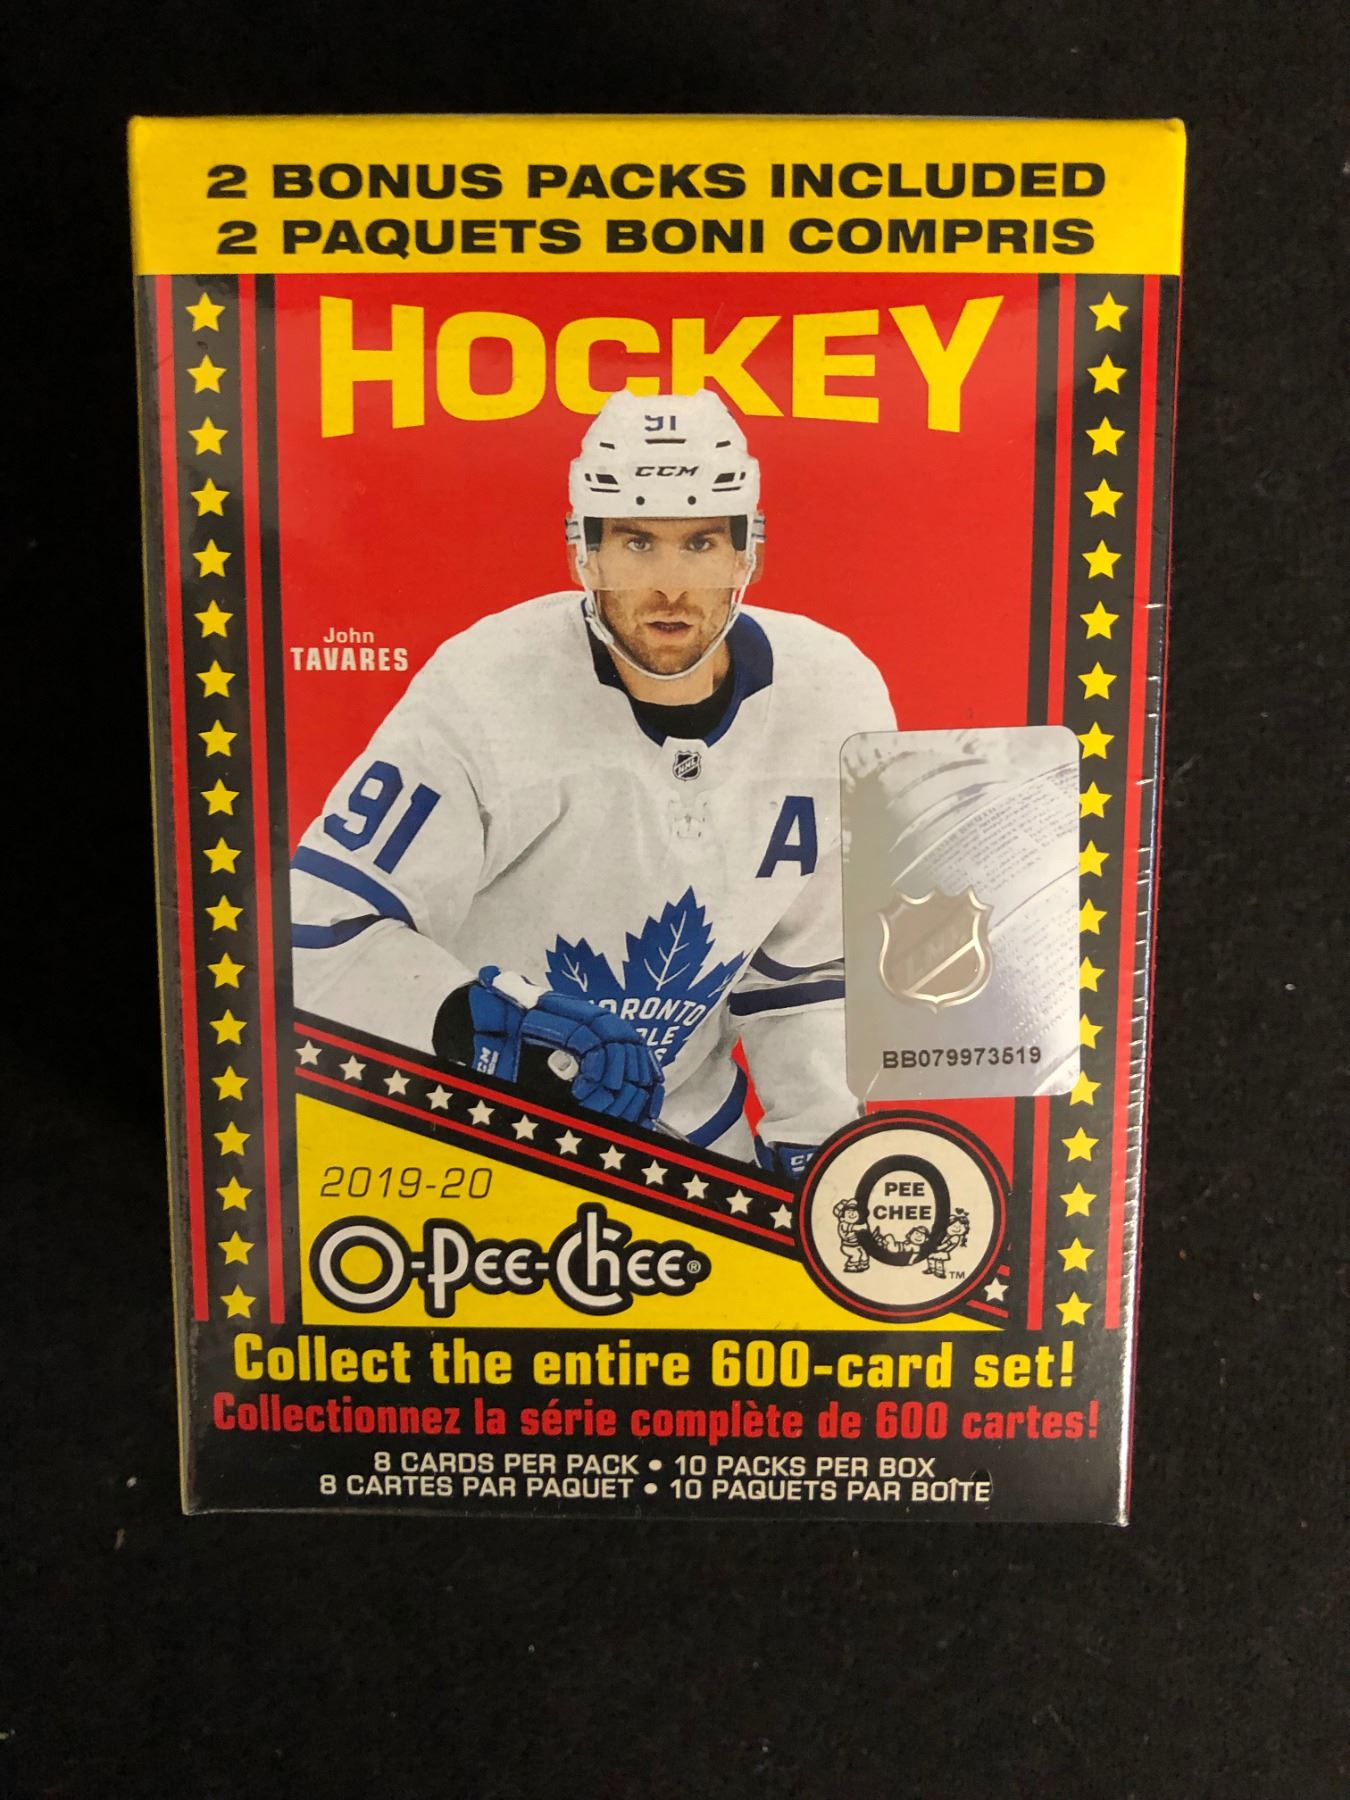 2 BONUS PACKS INCLUDED
2 PAQUETS BONI COMPRIS
HOCKEY
91
CCM
John
TAVARES
NHL
91
A
TORONTO
BB079973519
2019-20
O-Pee-Chee®
O
PEE
CHEE
TM
Collect the entire 600-card set!
Collectionnez la série complète de 600 cartes!
8 CARDS PER PACK • 10 PACKS PER BOX
8 CARTES PAR PAQUET • 10 PAQUETS PAR BOÎTE